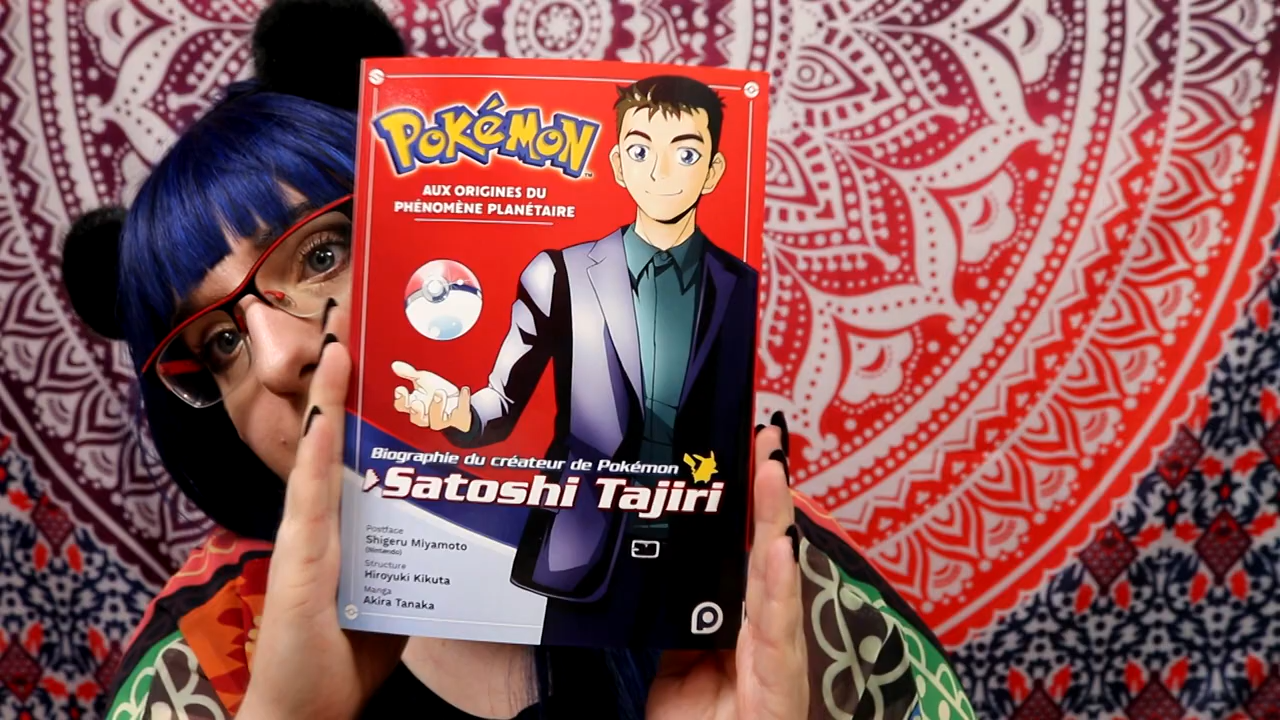 POKéMON
TM
AUX ORIGINES DU
PHÉNOMÈNE PLANÉTAIRE
Biographie du créateur de Pokémon
Satoshi Tajiri
Postface
Shigeru Miyamoto
(Nintendo)
Structure
Hiroyuki Kikuta
Manga
Akira Tanaka